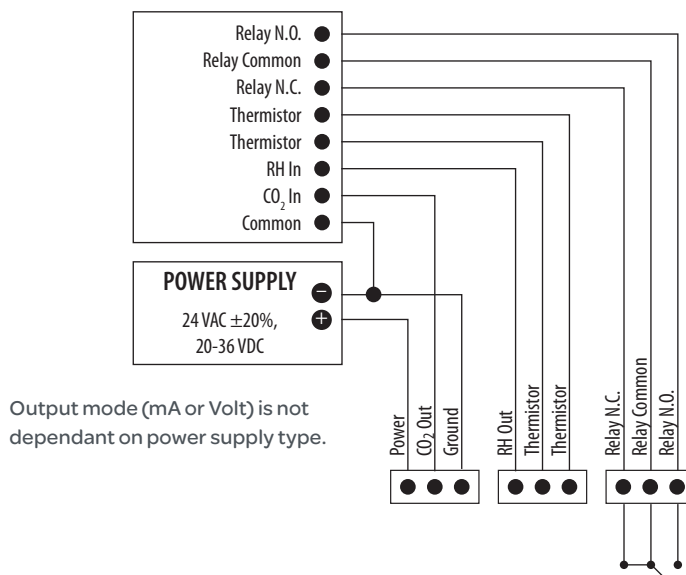 Relay N.O.
Relay Common
Relay N.C.
Thermistor
Thermistor
RH In
CO₂ In
Common
POWER SUPPLY
−
24 VAC ±20%,
+
20-36 VDC
Output mode (mA or Volt) is not
dependant on power supply type.
Power
CO₂ Out
Ground
RH Out
Thermistor
Thermistor
Relay N.C.
Relay Common
Relay N.O.